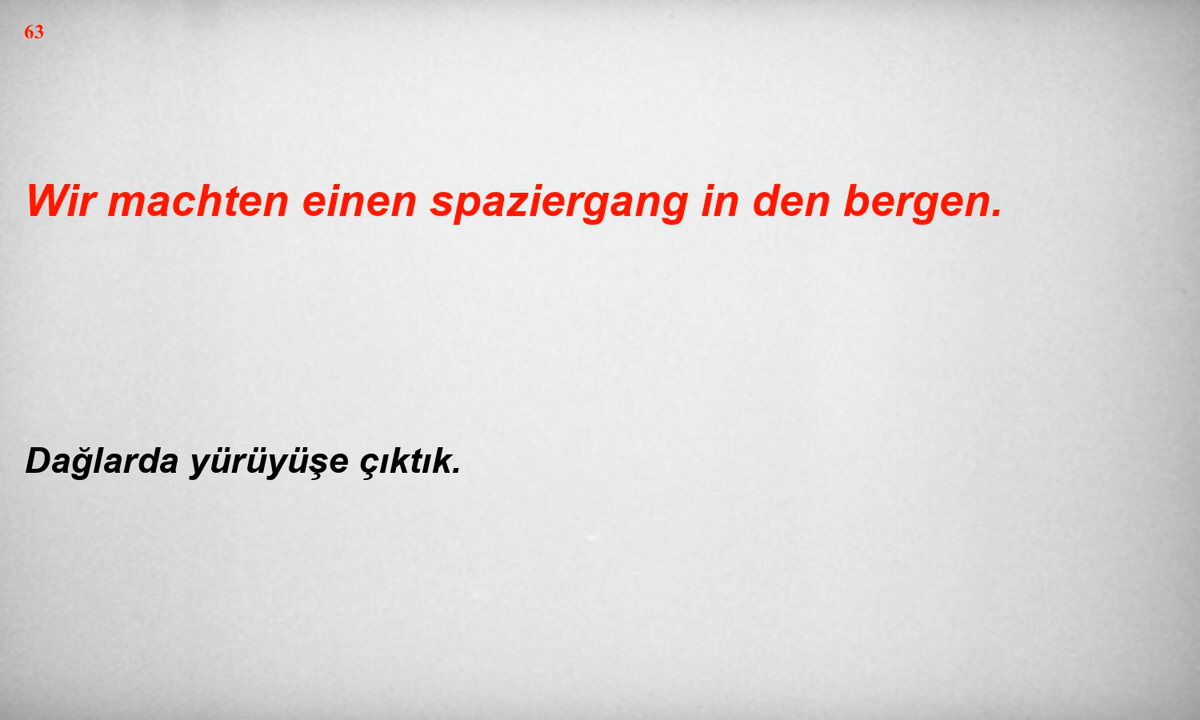 63
Wir machten einen spaziergang in den bergen.
Dağlarda yürüyüşe çıktık.